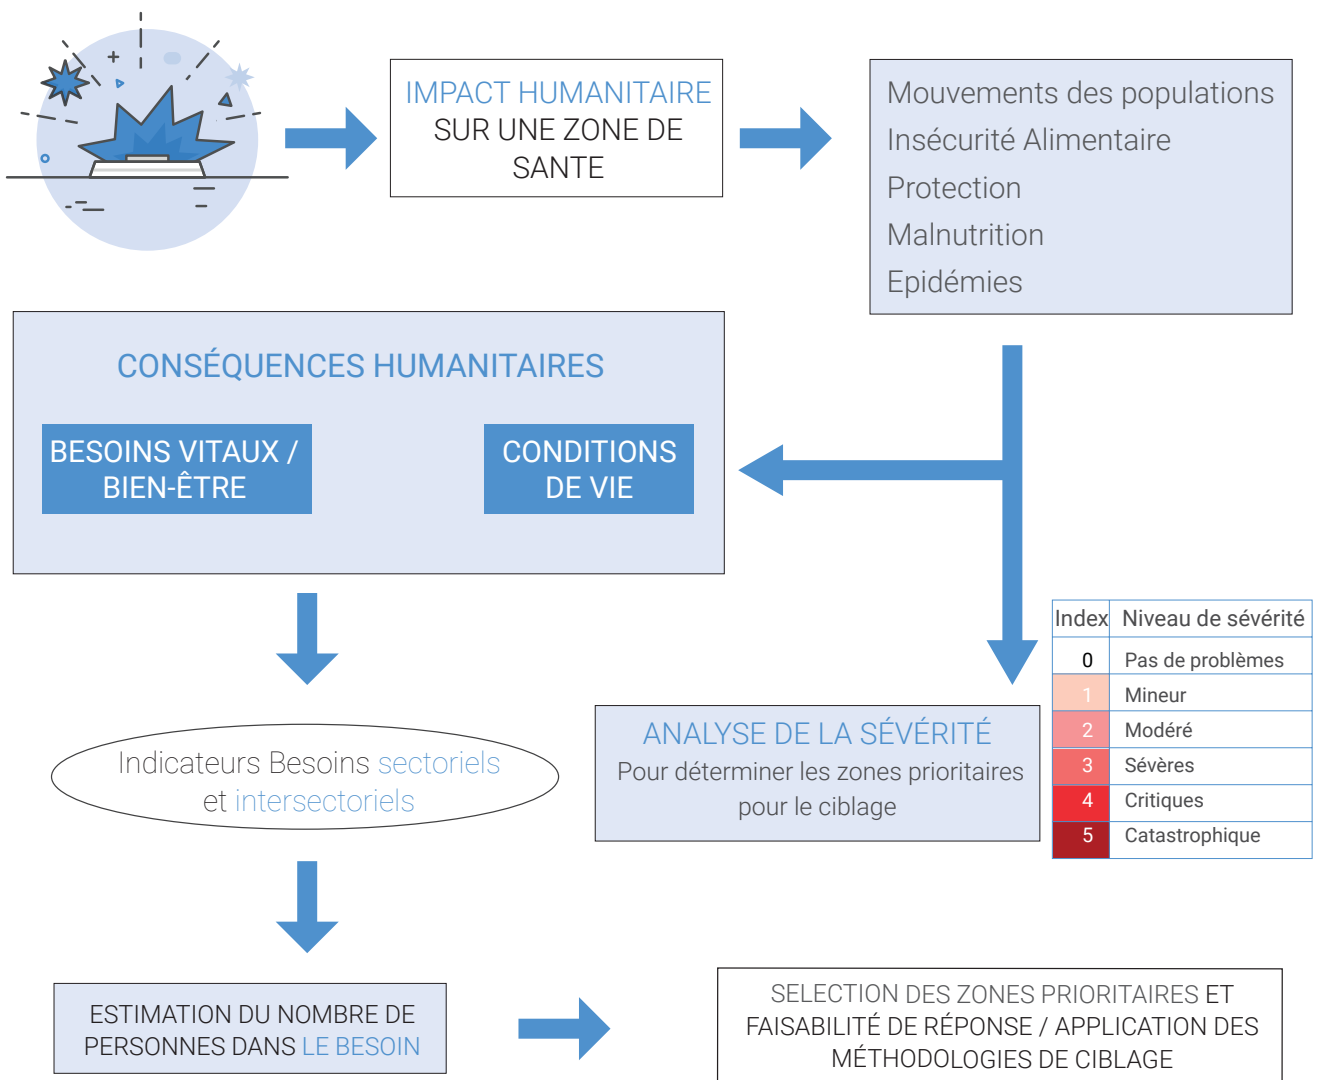 IMPACT HUMANITAIRE
SUR UNE ZONE DE
SANTE
Mouvements des populations
Insécurité Alimentaire
Protection
Malnutrition
Epidémies
CONSÉQUENCES HUMANITAIRES
BESOINS VITAUX /
BIEN-ÊTRE
CONDITIONS
DE VIE
Index Niveau de sévérité
0 Pas de problèmes
1 Mineur
2 Modéré
3 Sévères
4 Critiques
5 Catastrophique
ANALYSE DE LA SÉVÉRITÉ
Pour déterminer les zones prioritaires
pour le ciblage
Indicateurs Besoins sectoriels
et intersectoriels
ESTIMATION DU NOMBRE DE
PERSONNES DANS LE BESOIN
SELECTION DES ZONES PRIORITAIRES ET
FAISABILITÉ DE RÉPONSE / APPLICATION DES
MÉTHODOLOGIES DE CIBLAGE